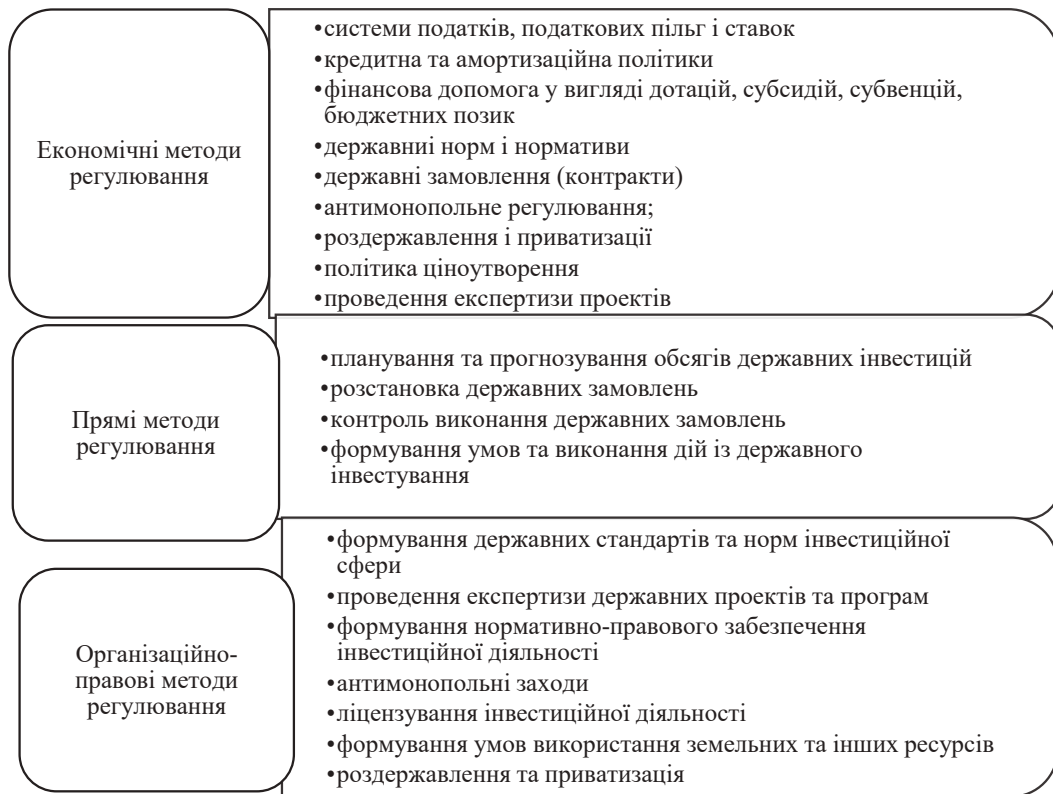 Економічні методи
регулювання
•системи податків, податкових пільг і ставок
•кредитна та амортизаційна політики
•фінансова допомога у вигляді дотацій, субсидій, субвенцій,
бюджетних позик
•державниі норм і нормативи
•державні замовлення (контракти)
•антимонопольне регулювання;
•роздержавлення і приватизації
•політика ціноутворення
•проведення експертизи проектів
Прямі методи
регулювання
•планування та прогнозування обсягів державних інвестицій
•розстановка державних замовлень
•контроль виконання державних замовлень
•формування умов та виконання дій із державного
інвестування
Організаційно-
правові методи
регулювання
•формування державних стандартів та норм інвестиційної
сфери
•проведення експертизи державних проектів та програм
•формування нормативно-правового забезпечення
інвестиційної діяльності
•антимонопольні заходи
•ліцензування інвестиційної діяльності
•формування умов використання земельних та інших ресурсів
•роздержавлення та приватизація